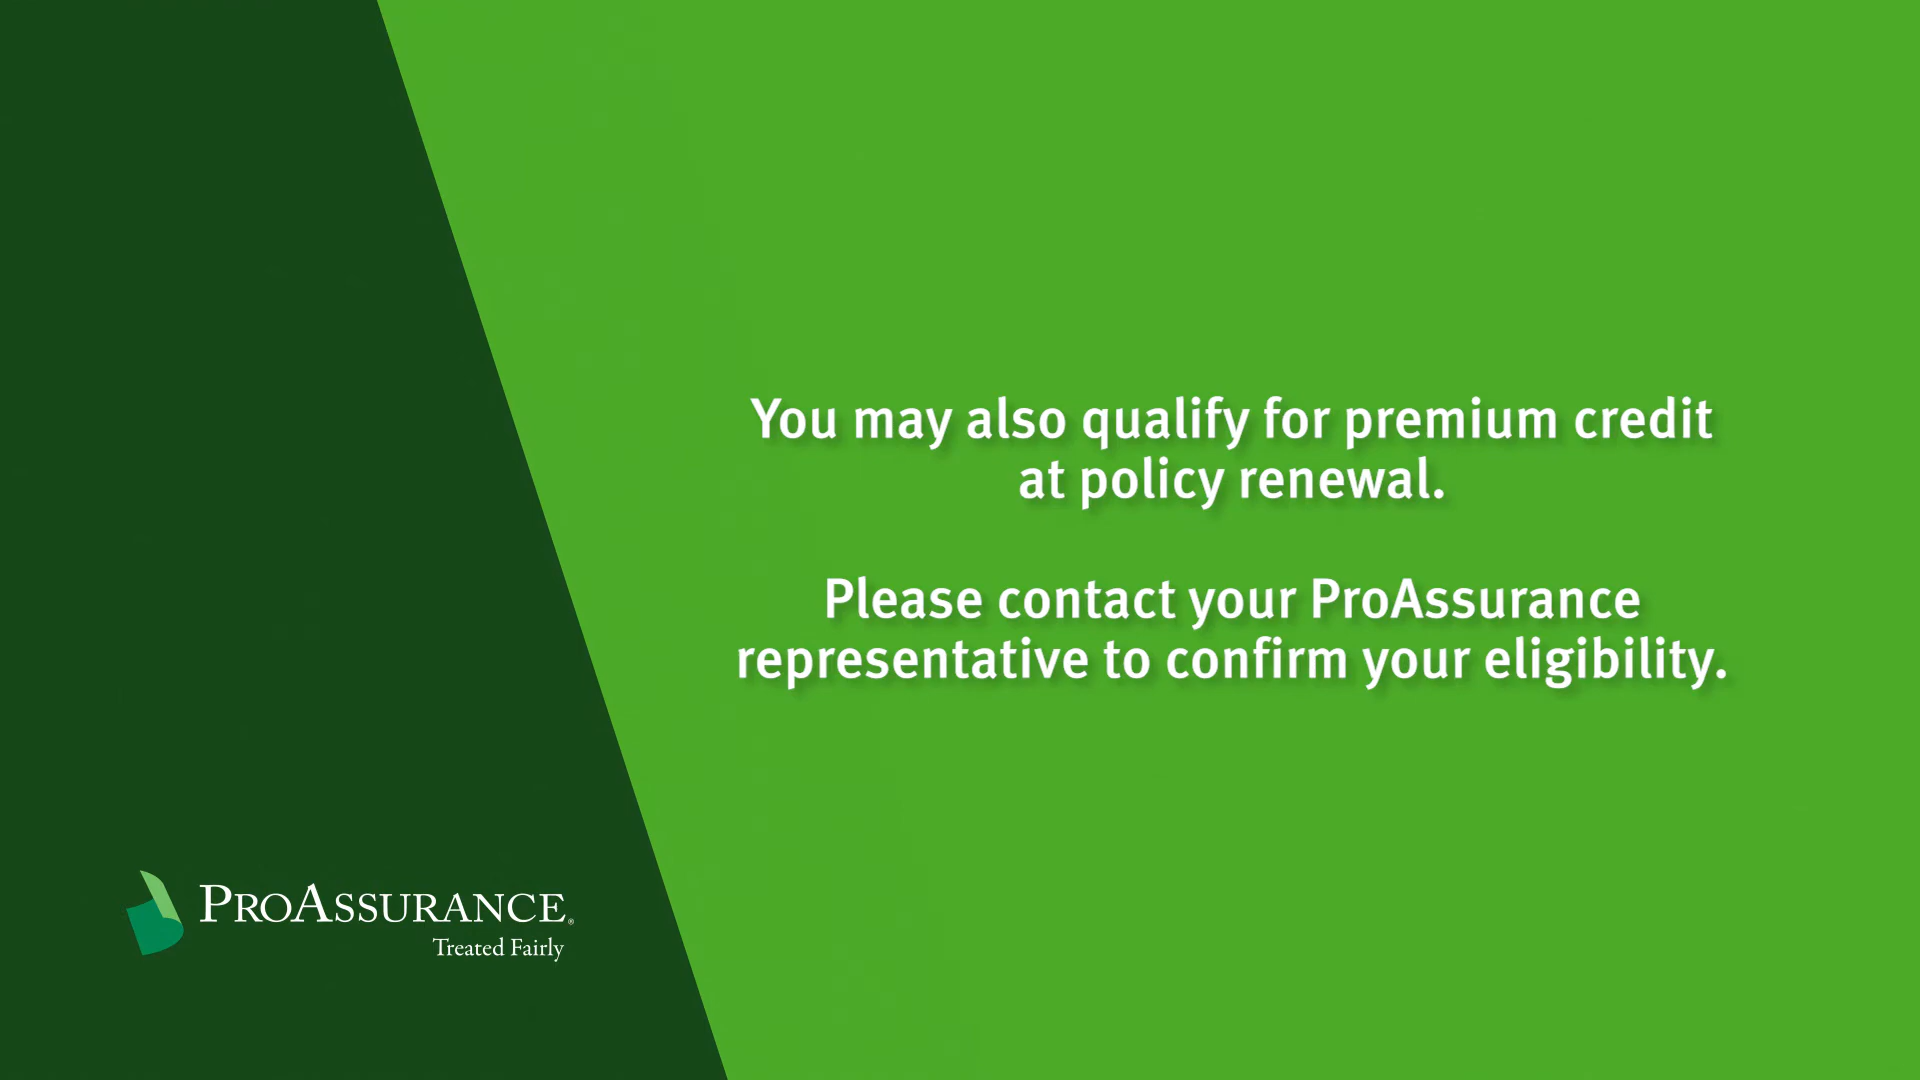 You may also qualify for premium credit
at policy renewal.
Please contact your ProAssurance
representative to confirm your eligibility.
PROASSURANCE®
Treated Fairly